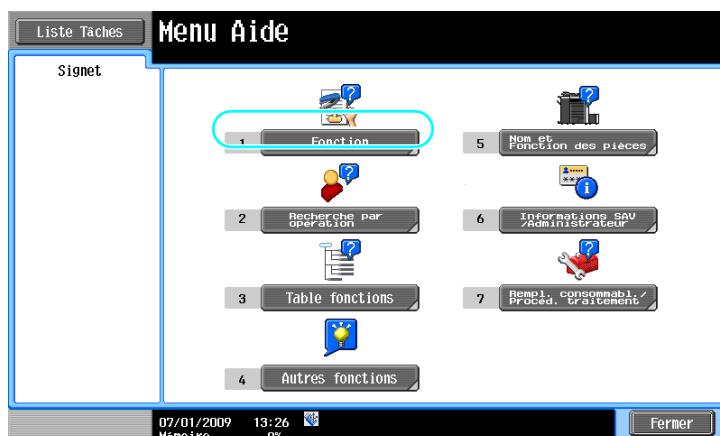 Liste Tâches
Menu Aide
Signet
1 Fonction
5 Nom et
Fonction des pièces
2 Recherche par
opération
6 Informations SAV
/Administrateur
3 Table fonctions
7 Rempl. consommabl./
Procéd. traitement
4 Autres fonctions
07/01/2009 13:26
Mémoire 0%
Fermer